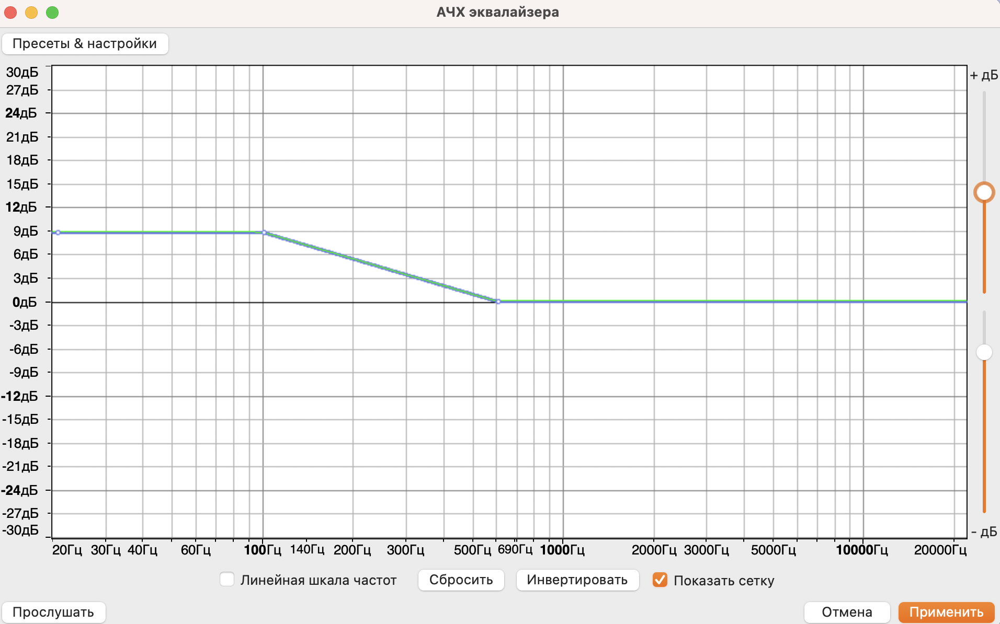 АЧХ эквалайзера
Пресеты & настройки
+ дБ
30дБ
27дБ
24дБ
21дБ
18дБ
15дБ
12дБ
9дБ
6дБ
3дБ
0дБ
-3дБ
-6дБ
-9дБ
-12дБ
-15дБ
-18дБ
-21дБ
-24дБ
-27дБ
-30дБ
- дБ
20Гц 30Гц 40Гц 60Гц 100Гц 140Гц 200Гц 300Гц 500Гц 690Гц 1000Гц 2000Гц 3000Гц 5000Гц 10000Гц 20000Гц
Линейная шкала частот Сбросить Инвертировать Показать сетку
Прослушать Отмена Применить